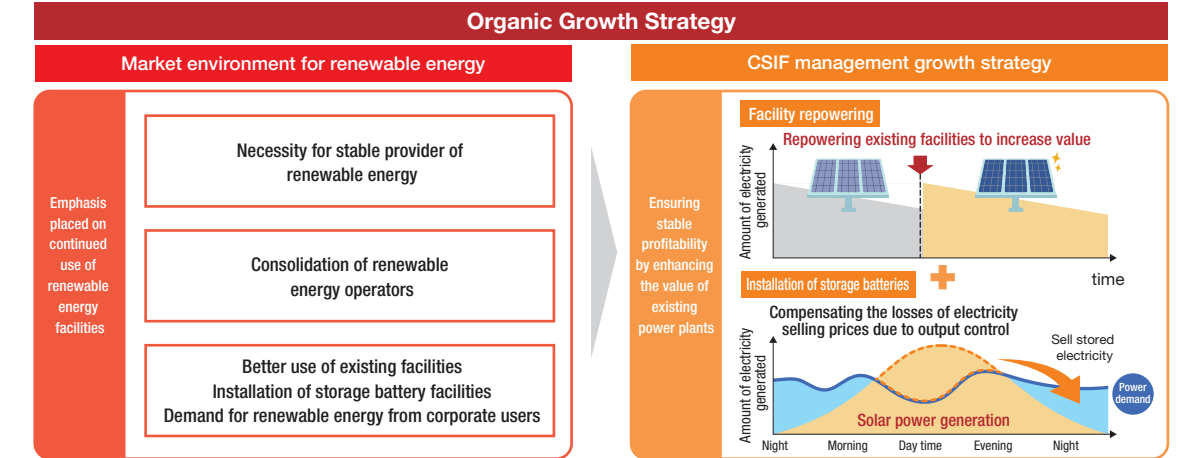 Organic Growth Strategy
Market environment for renewable energy
Emphasis
placed on
continued
use of
renewable
energy
facilities
Necessity for stable provider of
renewable energy
Consolidation of renewable
energy operators
Better use of existing facilities
Installation of storage battery facilities
Demand for renewable energy from corporate users
CSIF management growth strategy
Ensuring
stable
profitability
by enhancing
the value of
existing
power plants
Facility repowering
Repowering existing facilities to increase value
Amount of electricity
generated
time
Installation of storage batteries
Compensating the losses of electricity
selling prices due to output control
Sell stored
electricity
Amount of electricity
generated
Power
demand
Solar power generation
Night Morning Day time Evening Night